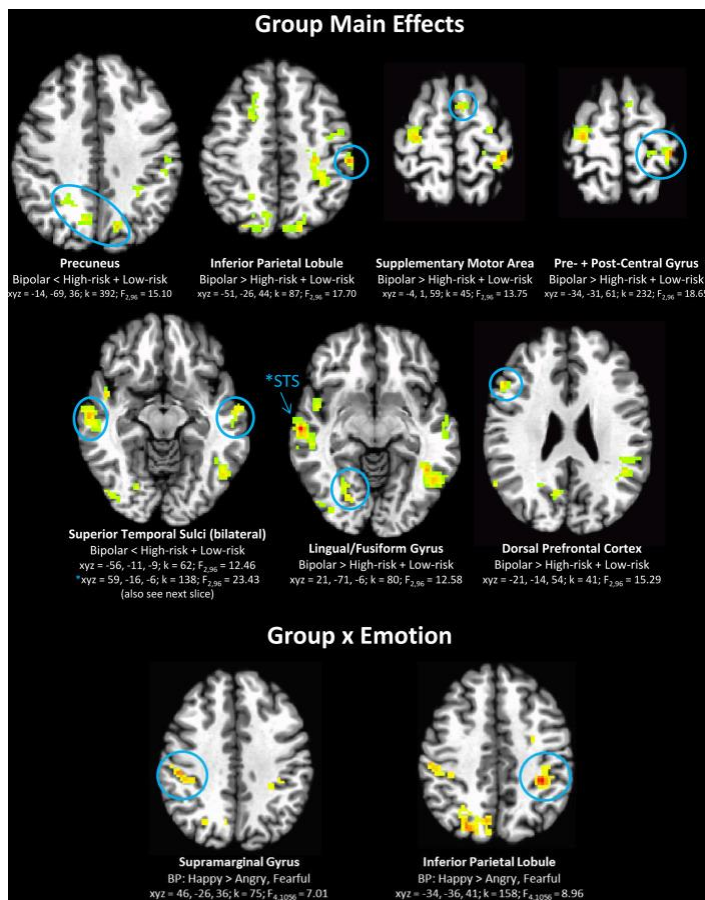 Group Main Effects
Precuneus
Bipolar < High-risk + Low-risk
xyz = -14, -69, 36; k = 392; F2,96 = 15.10
Inferior Parietal Lobule
Bipolar > High-risk + Low-risk
xyz = -51, -26, 44; k = 87; F2,96 = 17.70
Supplementary Motor Area
Bipolar > High-risk + Low-risk
xyz = -4, 1, 59; k = 45; F2,96 = 13.75
Pre- + Post-Central Gyrus
Bipolar > High-risk + Low-risk
xyz = -34, -31, 61; k = 232; F2,96 = 18.65
*STS
Superior Temporal Sulci (bilateral)
Bipolar < High-risk + Low-risk
xyz = -56, -11, -9; k = 62; F2,96 = 12.46
*xyz = 59, -16, -6; k = 138; F2,96 = 23.43
(also see next slice)
Lingual/Fusiform Gyrus
Bipolar > High-risk + Low-risk
xyz = 21, -71, -6; k = 80; F2,96 = 12.58
Dorsal Prefrontal Cortex
Bipolar > High-risk + Low-risk
xyz = -21, -14, 54; k = 41; F2,96 = 15.29
Group x Emotion
Supramarginal Gyrus
BP: Happy > Angry, Fearful
xyz = 46, -26, 36; k = 75; F4,1056 = 7.01
Inferior Parietal Lobule
BP: Happy > Angry, Fearful
xyz = -34, -36, 41; k = 158; F4,1056 = 8.96